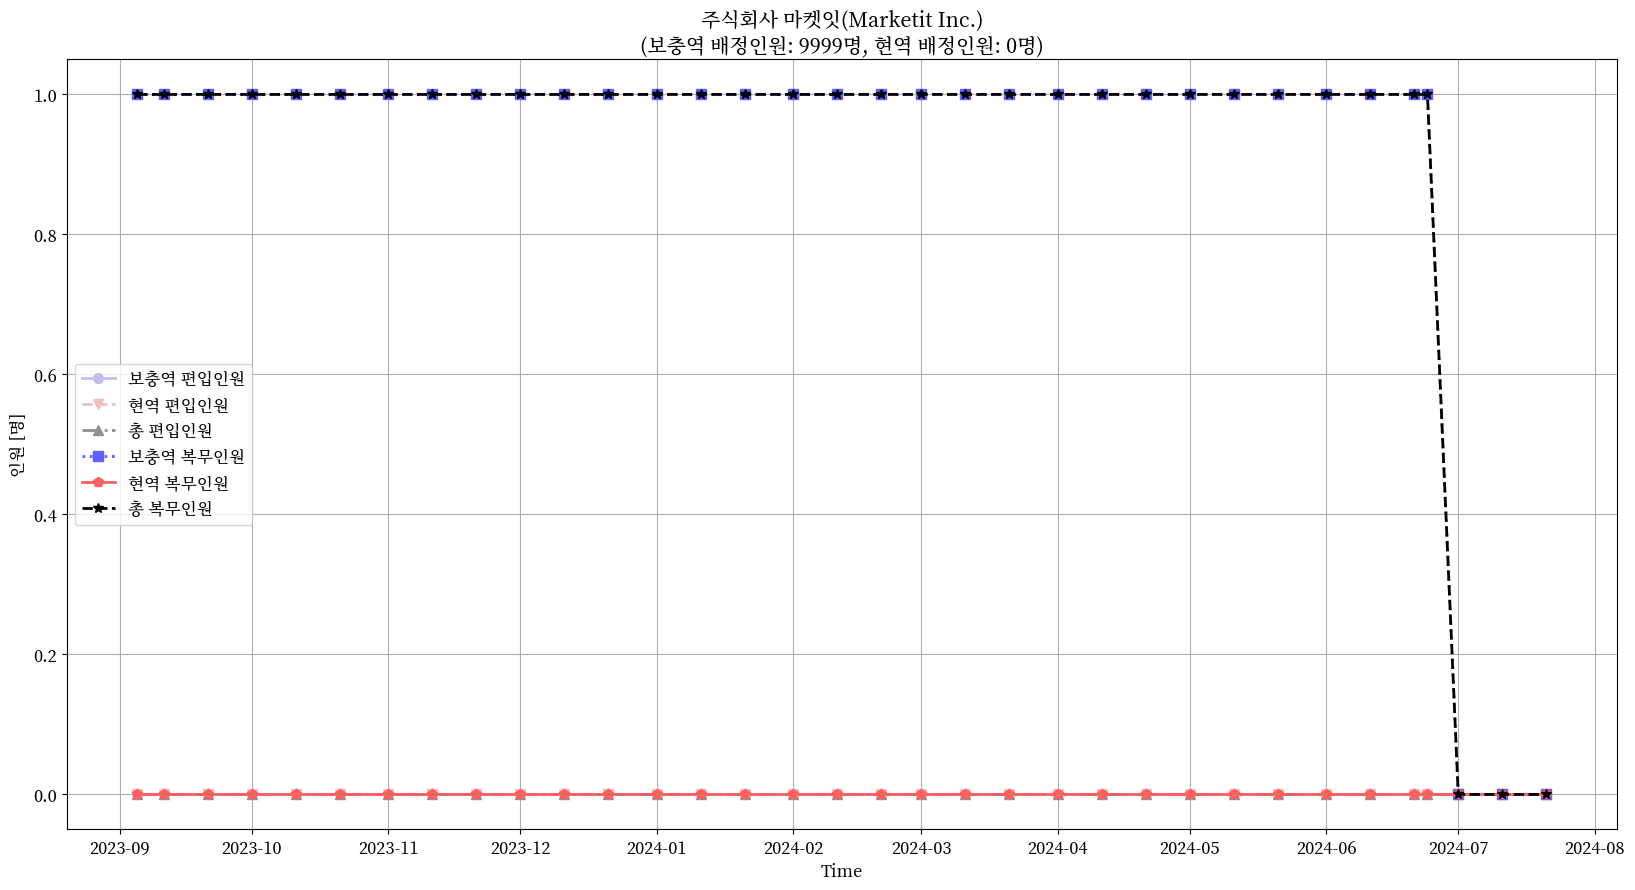 주식회사 마켓잇(Marketit Inc.)
(보충역 배정인원: 9999명, 현역 배정인원: 0명)
인원 [명]
1.0
0.8
0.6
0.4
0.2
0.0
보충역 편입인원
현역 편입인원
총 편입인원
보충역 복무인원
현역 복무인원
총 복무인원
2023-09 2023-10 2023-11 2023-12 2024-01 2024-02 2024-03 2024-04 2024-05 2024-06 2024-07 2024-08
Time